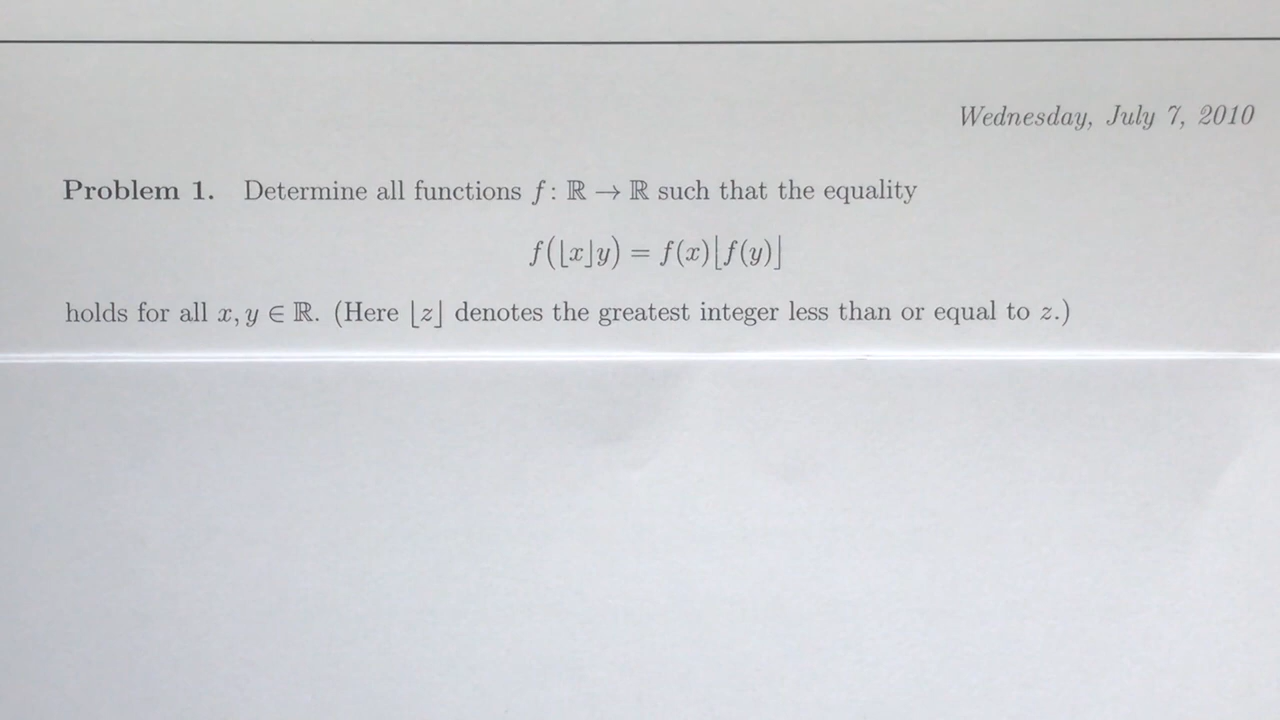 Wednesday, July 7, 2010
Problem 1. Determine all functions f: ℝ → ℝ such that the equality
f(⌊x⌋y) = f(x)⌊f(y)⌋
holds for all x, y ∈ ℝ. (Here ⌊z⌋ denotes the greatest integer less than or equal to z.)